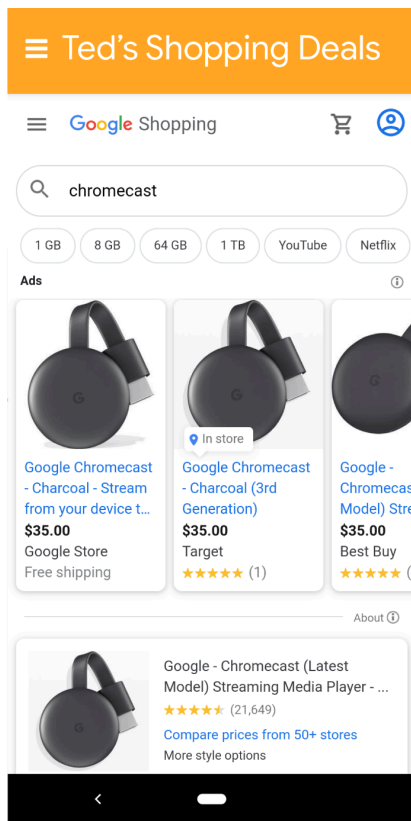 Ted's Shopping Deals
Google Shopping
chromecast
1 GB
8 GB
64 GB
1 TB
YouTube
Netflix
Ads
In store
Google Chromecast
- Charcoal - Stream
from your device t...
$35.00
Google Store
Free shipping
Google Chromecast
- Charcoal (3rd
Generation)
$35.00
Target
(1)
Google -
Chromecas
Model) Stre
$35.00
Best Buy
(
About
Google - Chromecast (Latest
Model) Streaming Media Player - ...
(21,649)
Compare prices from 50+ stores
More style options